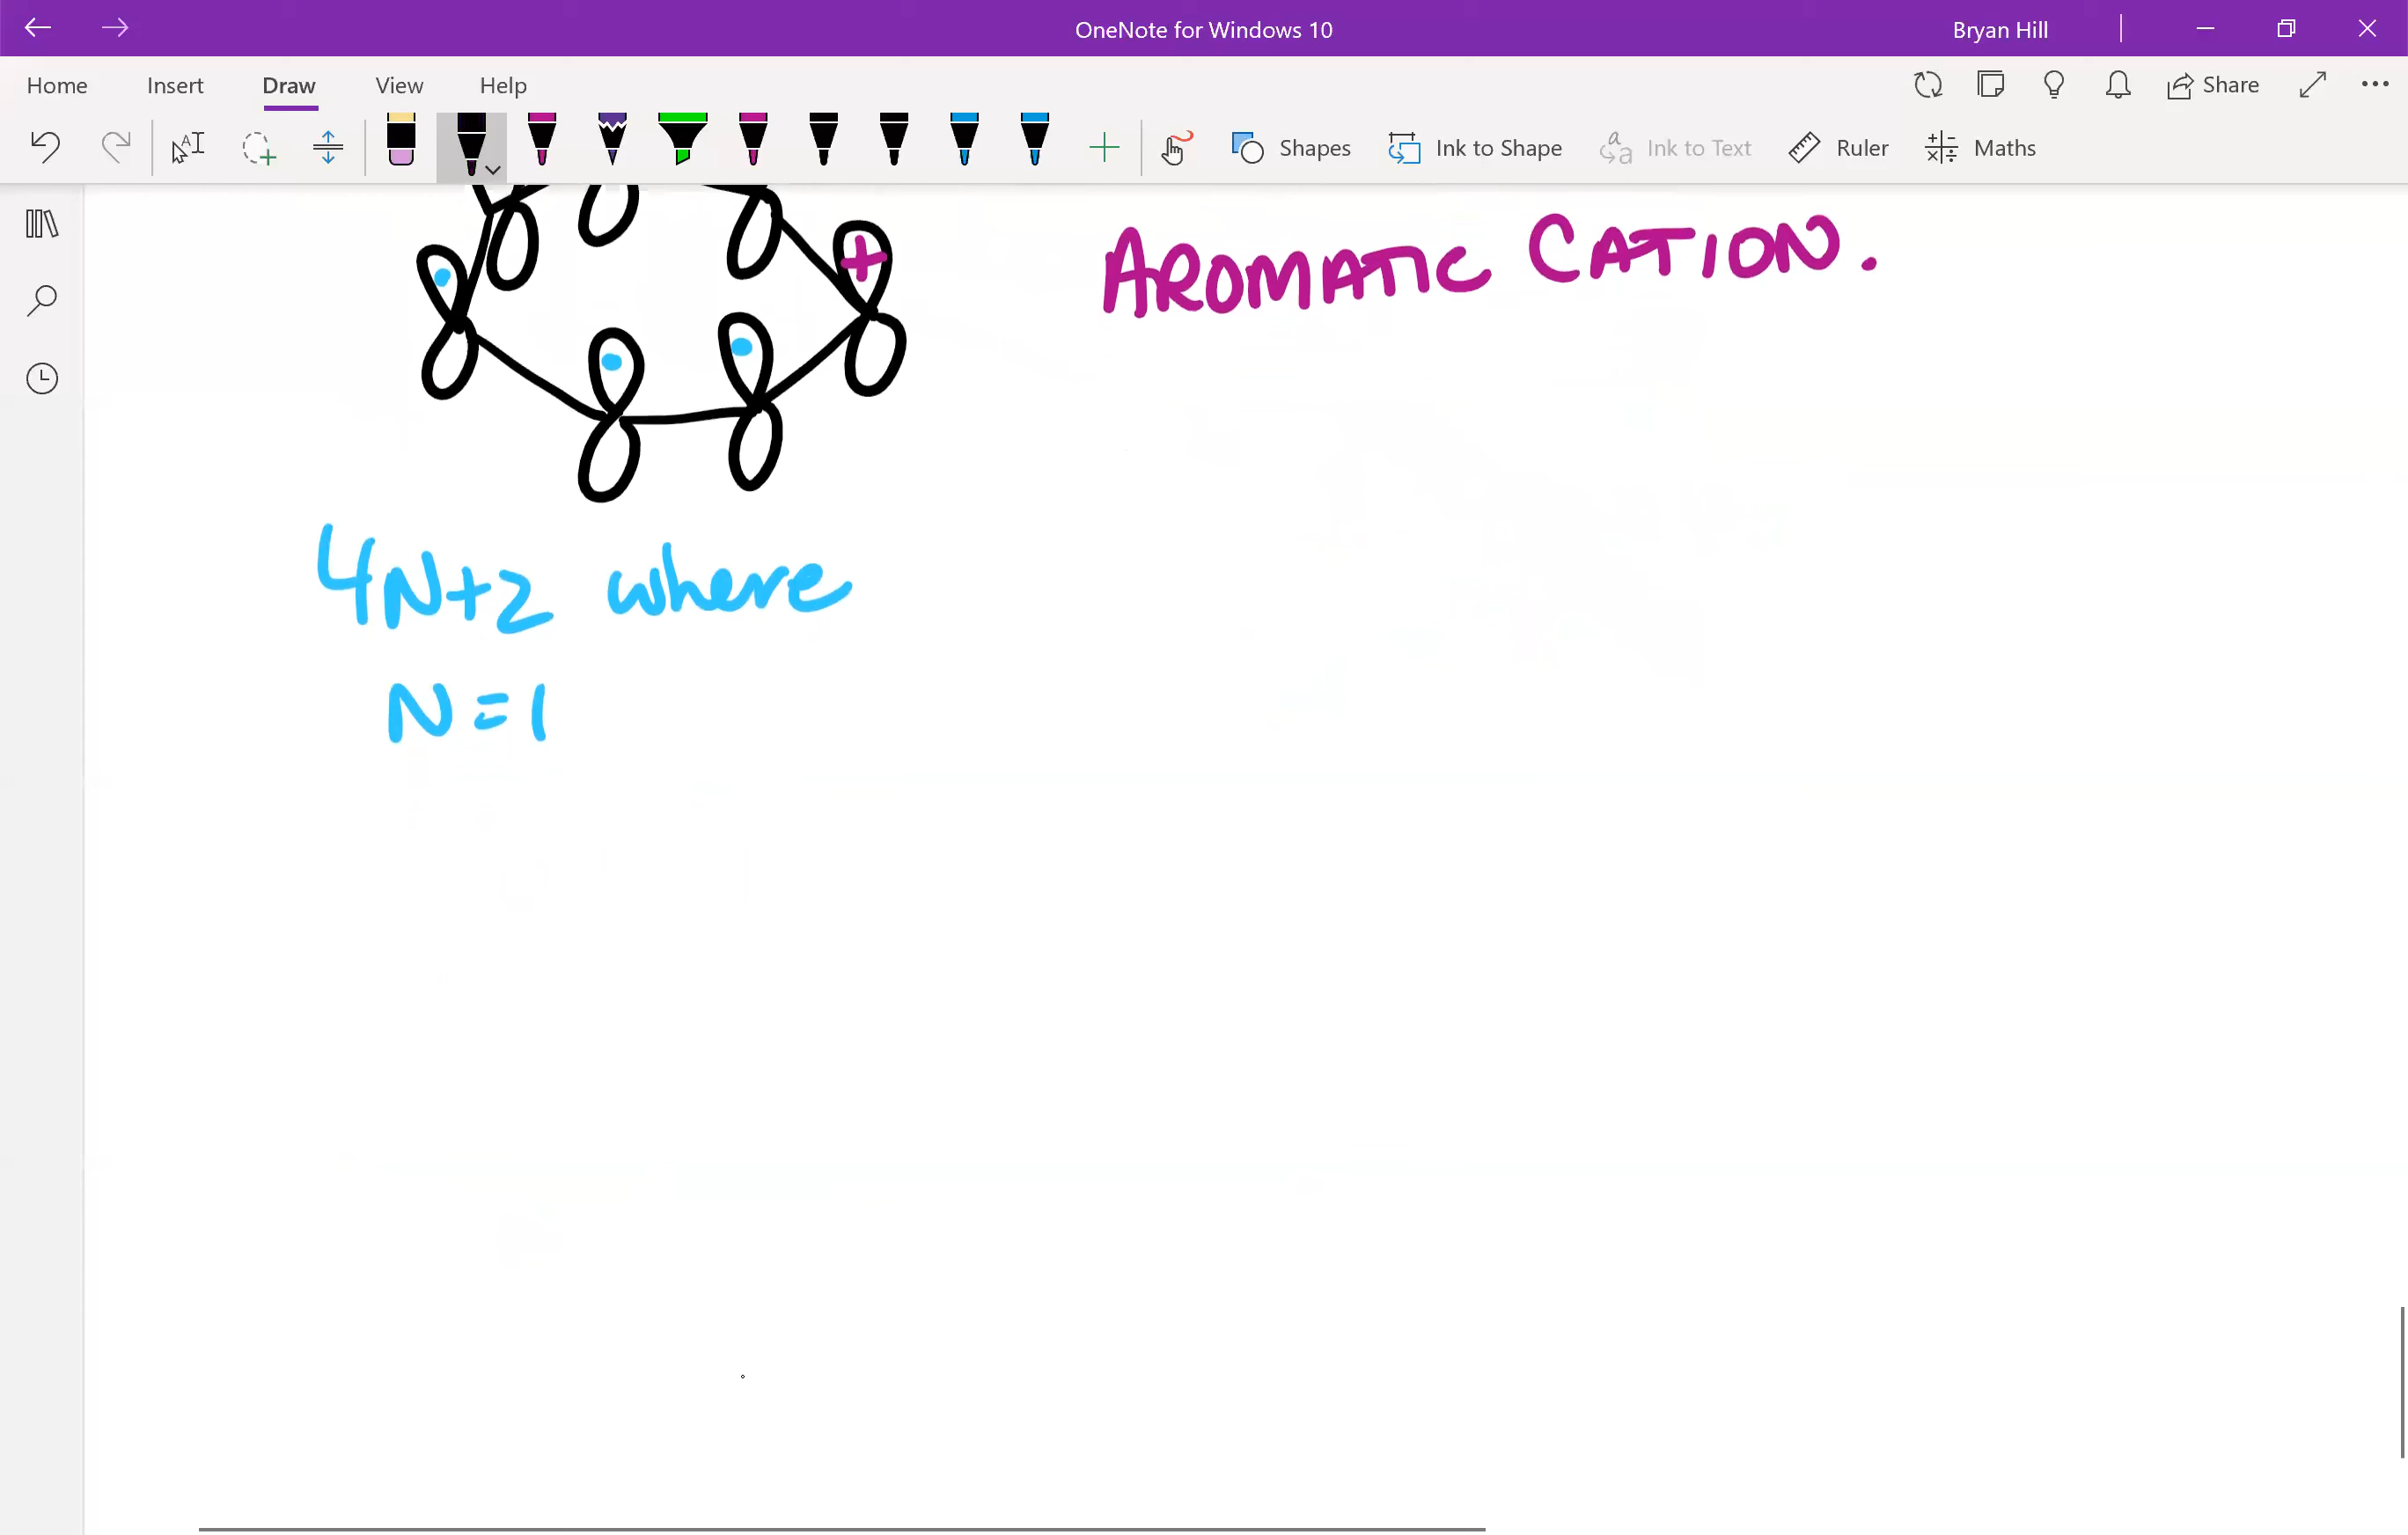 OneNote for Windows 10
Bryan Hill
Home Insert Draw View Help
Share
Shapes Ink to Shape Ink to Text Ruler Maths
AROMATIC CATION.
4N+2 where
N=1